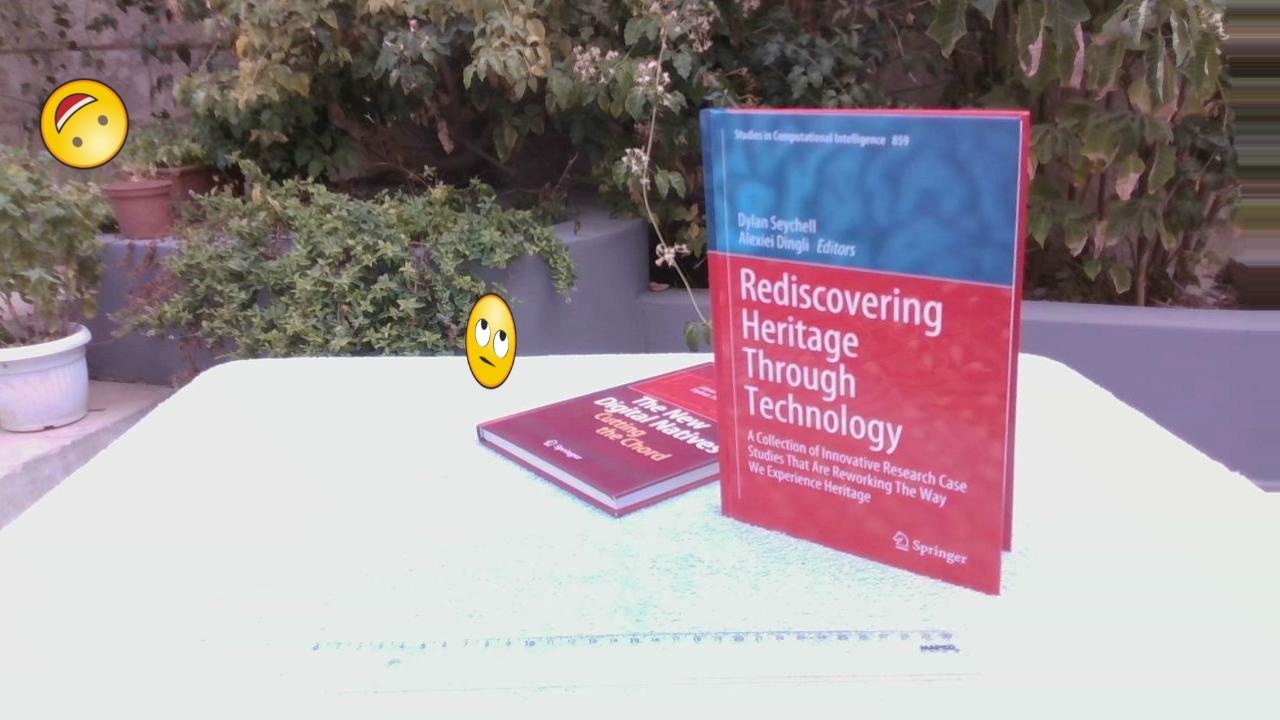 Studies in Computational Intelligence 859
Dylan Seychell
Alexiei Dingli Editors
Rediscovering
Heritage
Through
Technology
A Collection of Innovative Research Case
Studies That Are Reworking The Way
We Experience Heritage
Springer
The New
Digital Natives
Cutting
the Chord
Springer